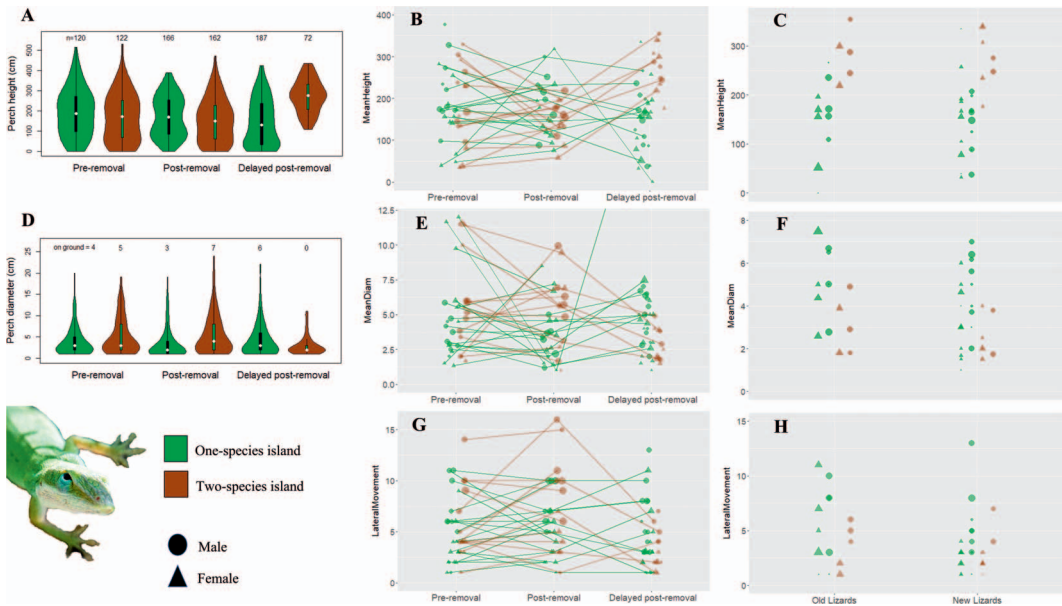 A
n=120 122 166 162 187 72
Perch height (cm)
500
400
300
200
100
0
Pre-removal Post-removal Delayed post-removal
B
MeanHeight
400
300
200
100
0
Pre-removal Post-removal Delayed post-removal
C
MeanHeight
300
200
100
0
D
on ground = 4 5 3 7 6 0
Perch diameter (cm)
25
20
15
10
5
0
Pre-removal Post-removal Delayed post-removal
E
MeanDiam
12.5
10.0
7.5
5.0
2.5
0.0
Pre-removal Post-removal Delayed post-removal
F
MeanDiam
8
6
4
2
0
One-species island
Two-species island
Male
Female
G
LateralMovement
15
10
5
0
Pre-removal Post-removal Delayed post-removal
H
LateralMovement
15
10
5
0
Old Lizards New Lizards